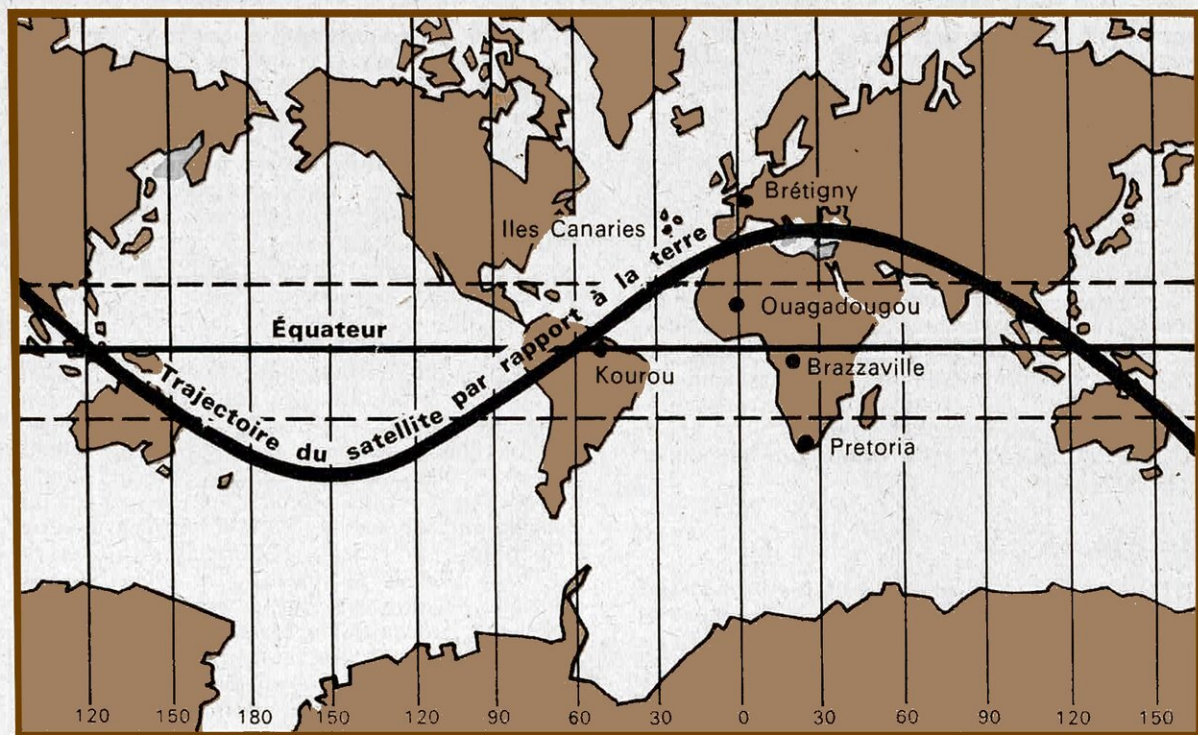 Brétigny
Iles Canaries
Ouagadougou
Équateur
Trajectoire du satellite par rapport à la terre
Kourou
Brazzaville
Pretoria
120 150 180 150 120 90 60 30 0 30 60 90 120 150